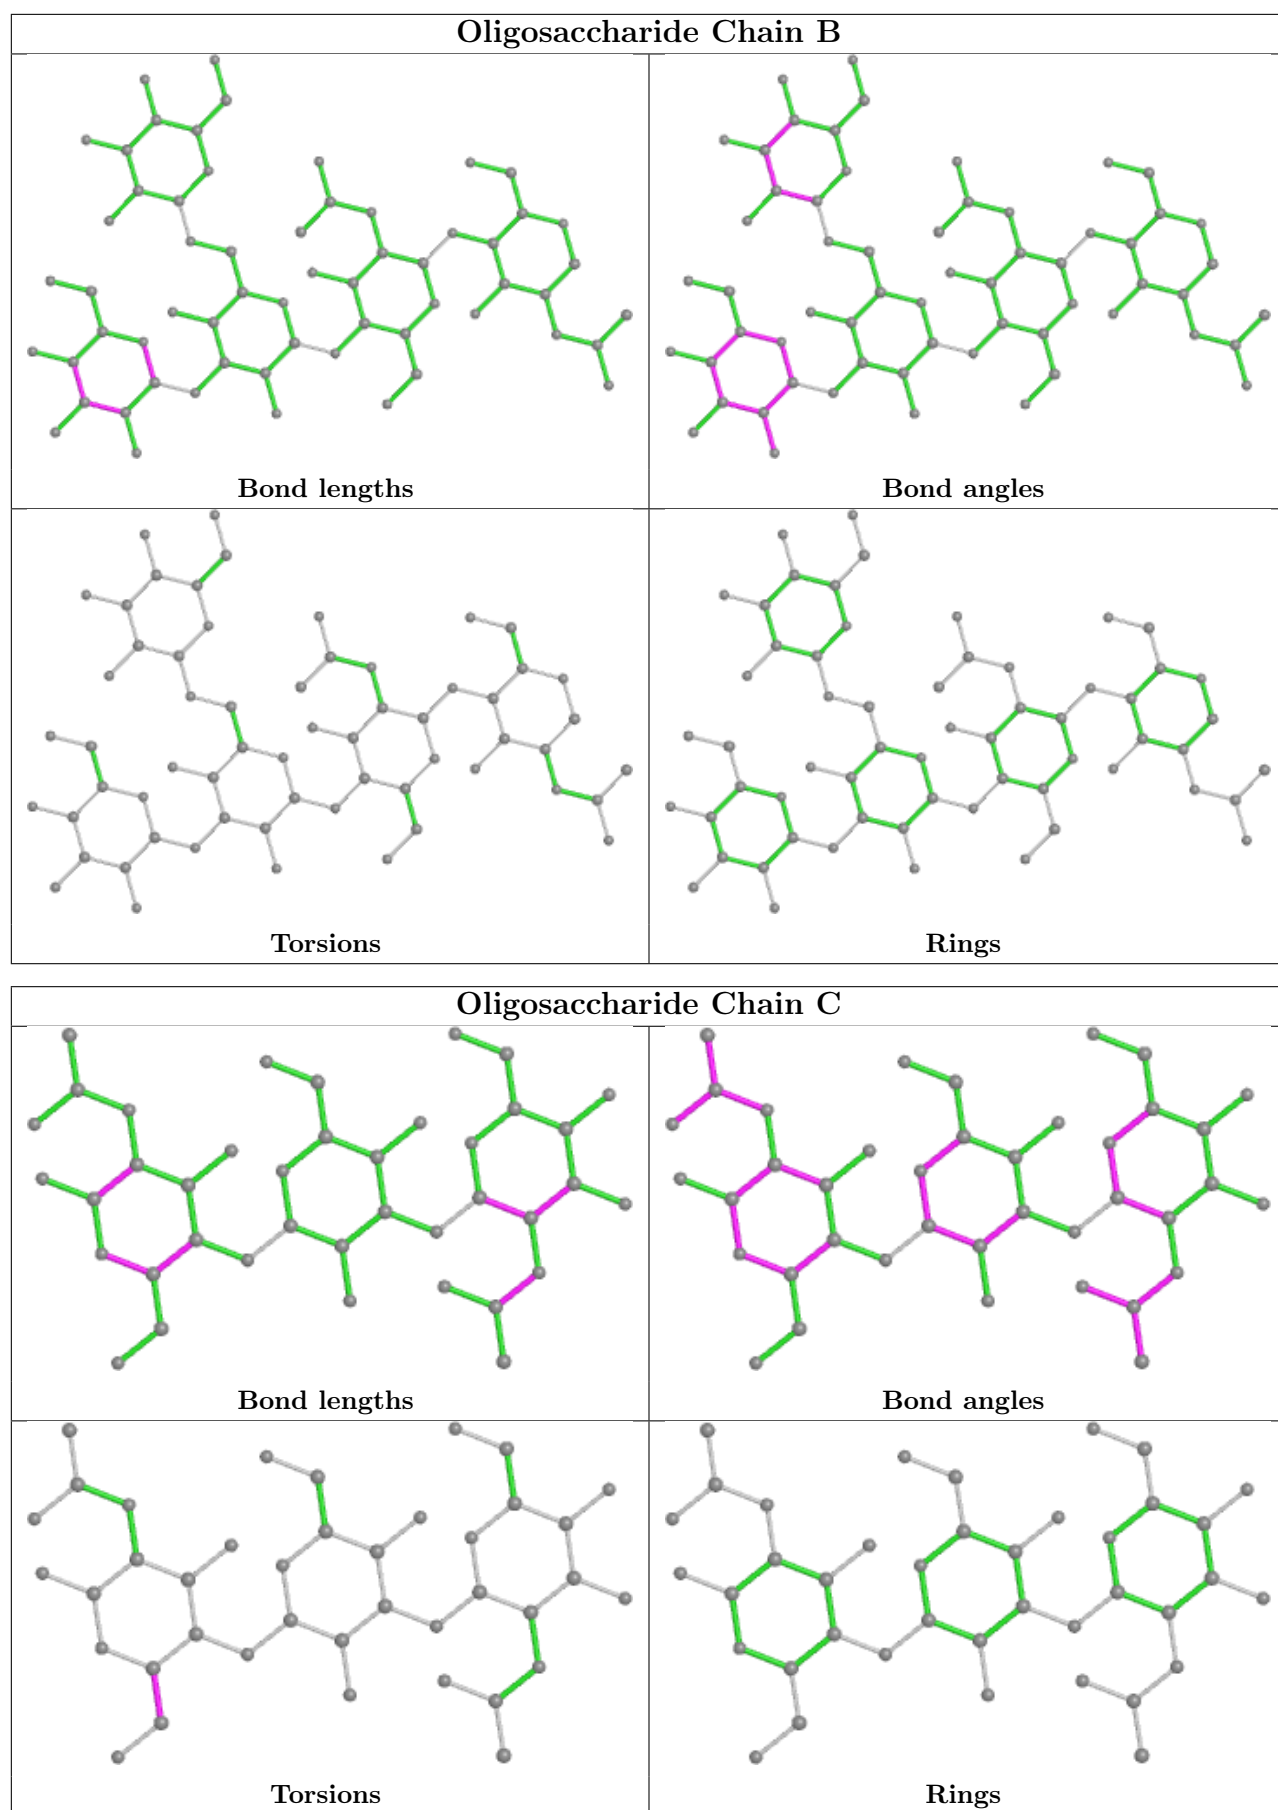 Oligosaccharide Chain B
Bond lengths
Bond angles
Torsions
Rings
Oligosaccharide Chain C
Bond lengths
Bond angles
Torsions
Rings